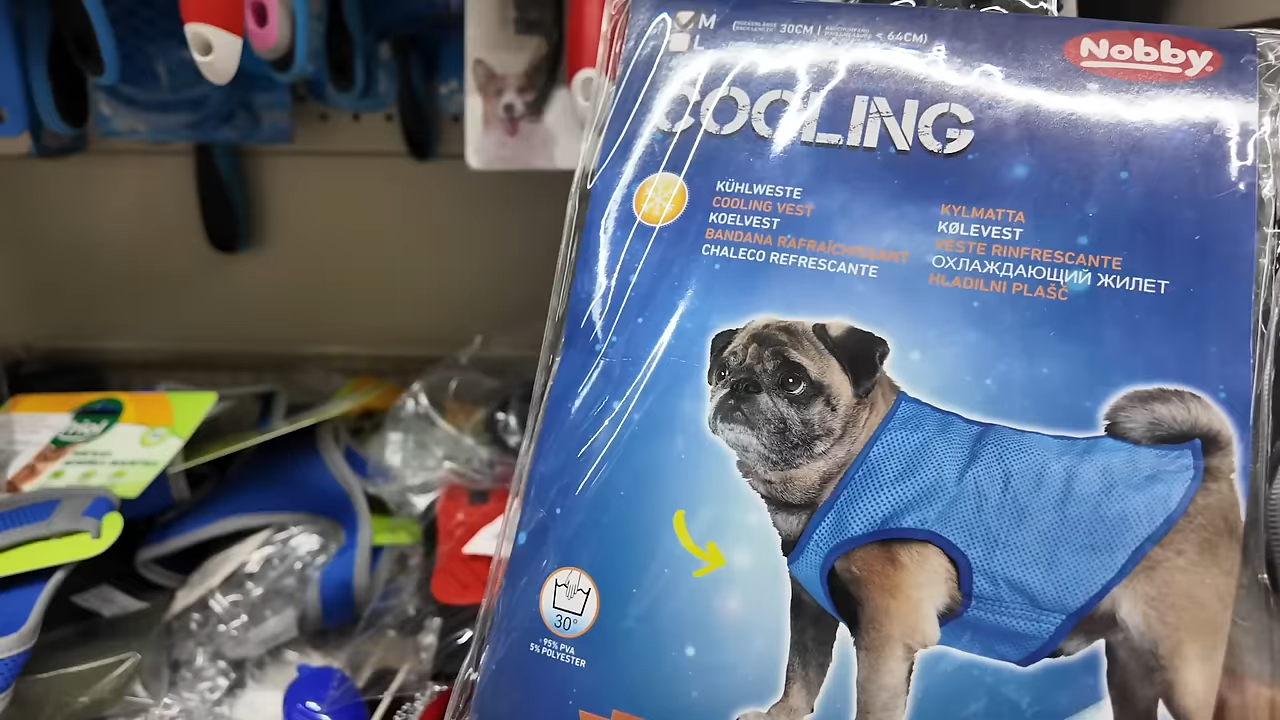 M
30CM
64CM)
L
Nobby
COOLING
KÜHLWESTE
COOLING VEST
KOELVEST
BANDANA RAFRAÎCHISSANT
CHALECO REFRESCANTE
KYLMATTA
KØLEVEST
VESTE RINFRESCANTE
ОХЛАЖДАЮЩИЙ ЖИЛЕТ
HLADILNI PLAŠČ
30°
95% PVA
5% POLYESTER